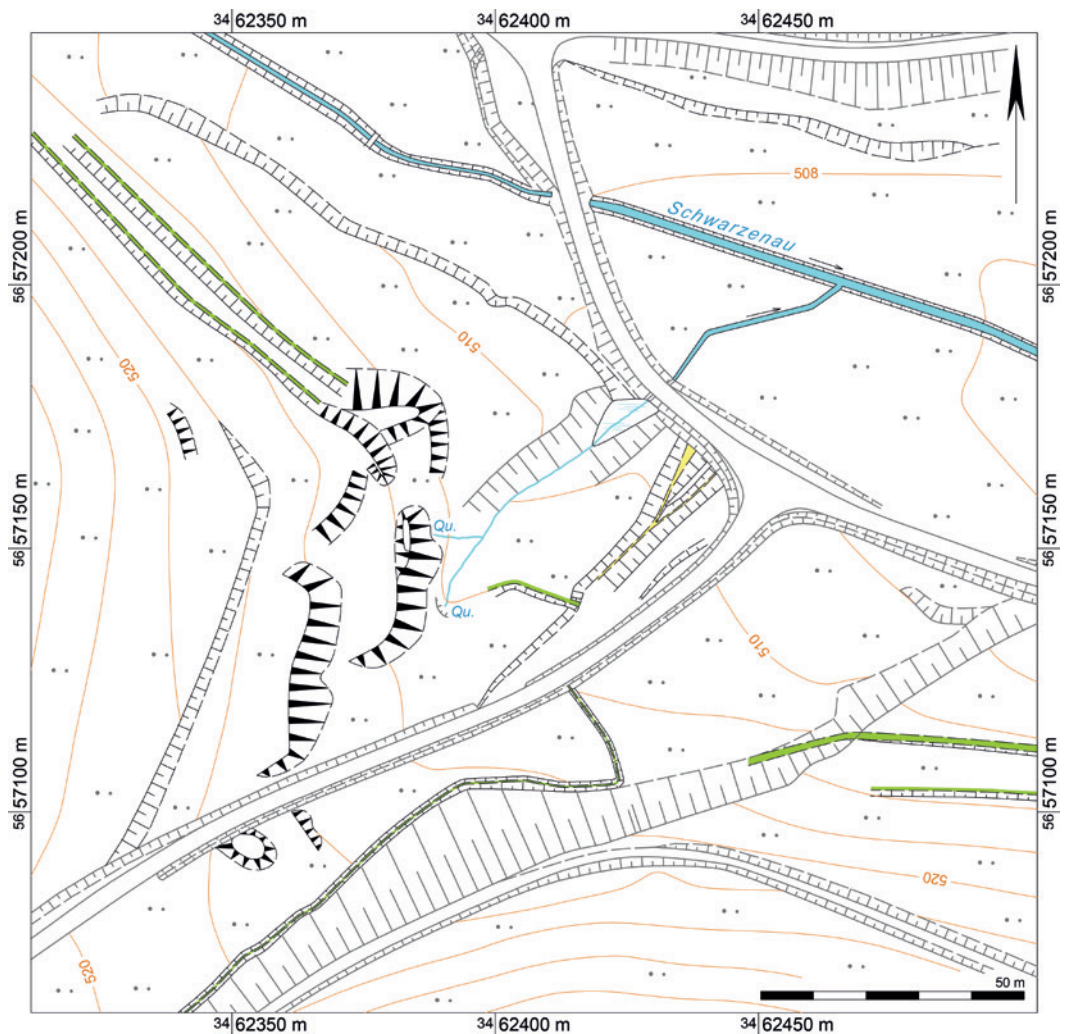 34 62350 m
34 62400 m
34 62450 m
508
Schwarzenau
56 57200 m
56 57200 m
510
520
56 57150 m
56 57150 m
Qu.
Qu.
510
56 57100 m
56 57100 m
520
520
50 m
34 62350 m
34 62400 m
34 62450 m